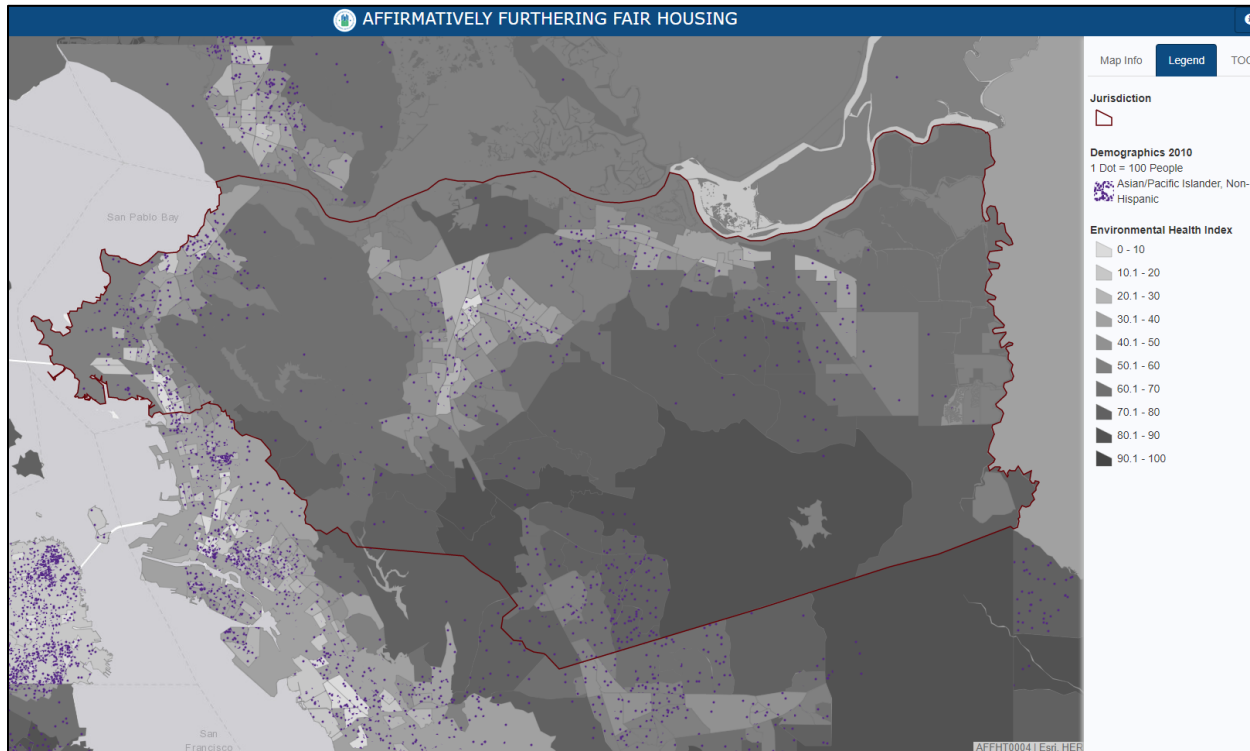 AFFIRMATIVELY FURTHERING FAIR HOUSING
Map Info
Legend
TOC
Jurisdiction
Demographics 2010
1 Dot = 100 People
Asian/Pacific Islander, Non-
Hispanic
Environmental Health Index
0 - 10
10.1 - 20
20.1 - 30
30.1 - 40
40.1 - 50
50.1 - 60
60.1 - 70
70.1 - 80
80.1 - 90
90.1 - 100
San Pablo Bay
San
Francisco
AFFHT0004 | Esri, HER